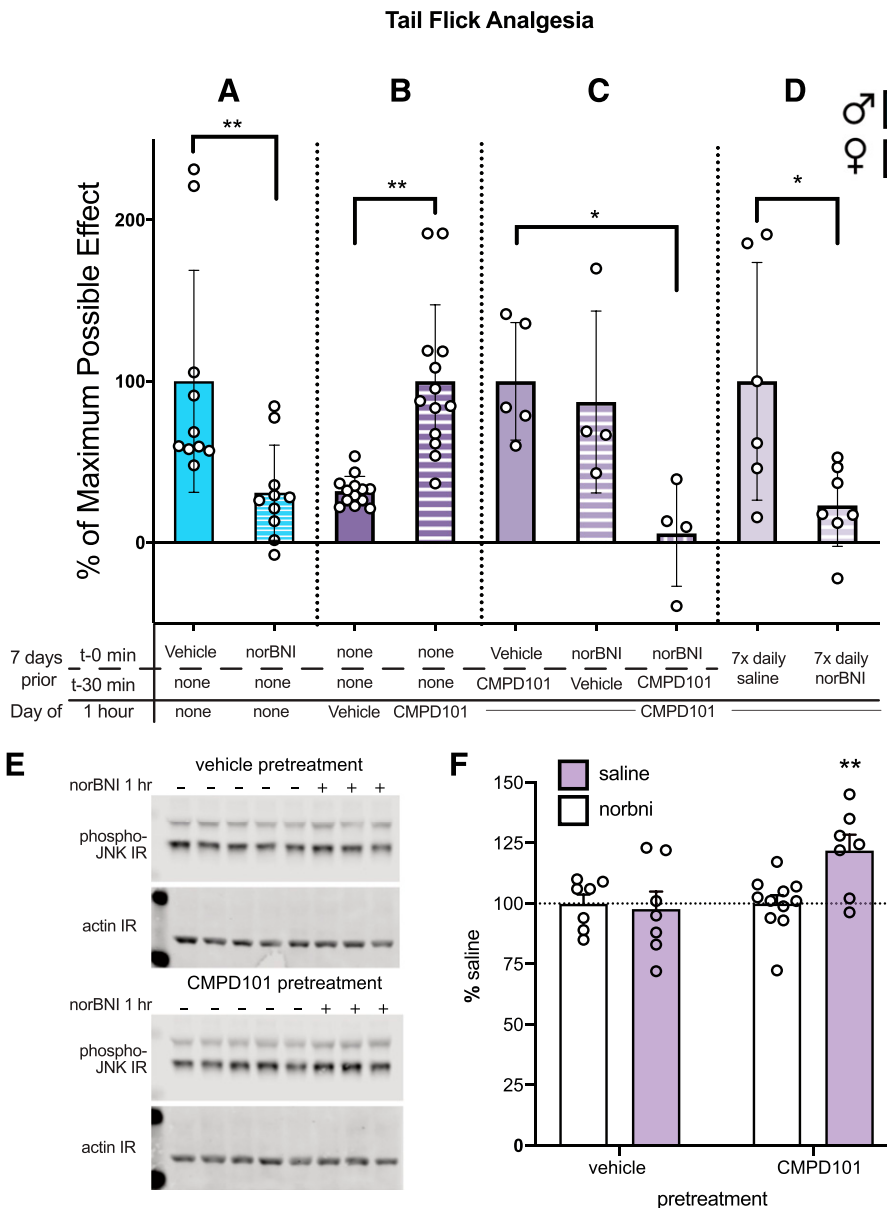 Tail Flick Analgesia
A B C D
♂
♀
** ** * *
% of Maximum Possible Effect
200
100
0
7 days prior
t-0 min Vehicle norBNI none none Vehicle norBNI norBNI 7x daily saline 7x daily norBNI
t-30 min none none none none CMPD101 Vehicle CMPD101
Day of 1 hour none none Vehicle CMPD101 CMPD101
E
vehicle pretreatment
norBNI 1 hr – – – – – + + +
phospho-
JNK IR
actin IR
CMPD101 pretreatment
norBNI 1 hr – – – – – + + +
phospho-
JNK IR
actin IR
F
saline
norbni
**
% saline
150
125
100
75
50
25
0
vehicle CMPD101
pretreatment